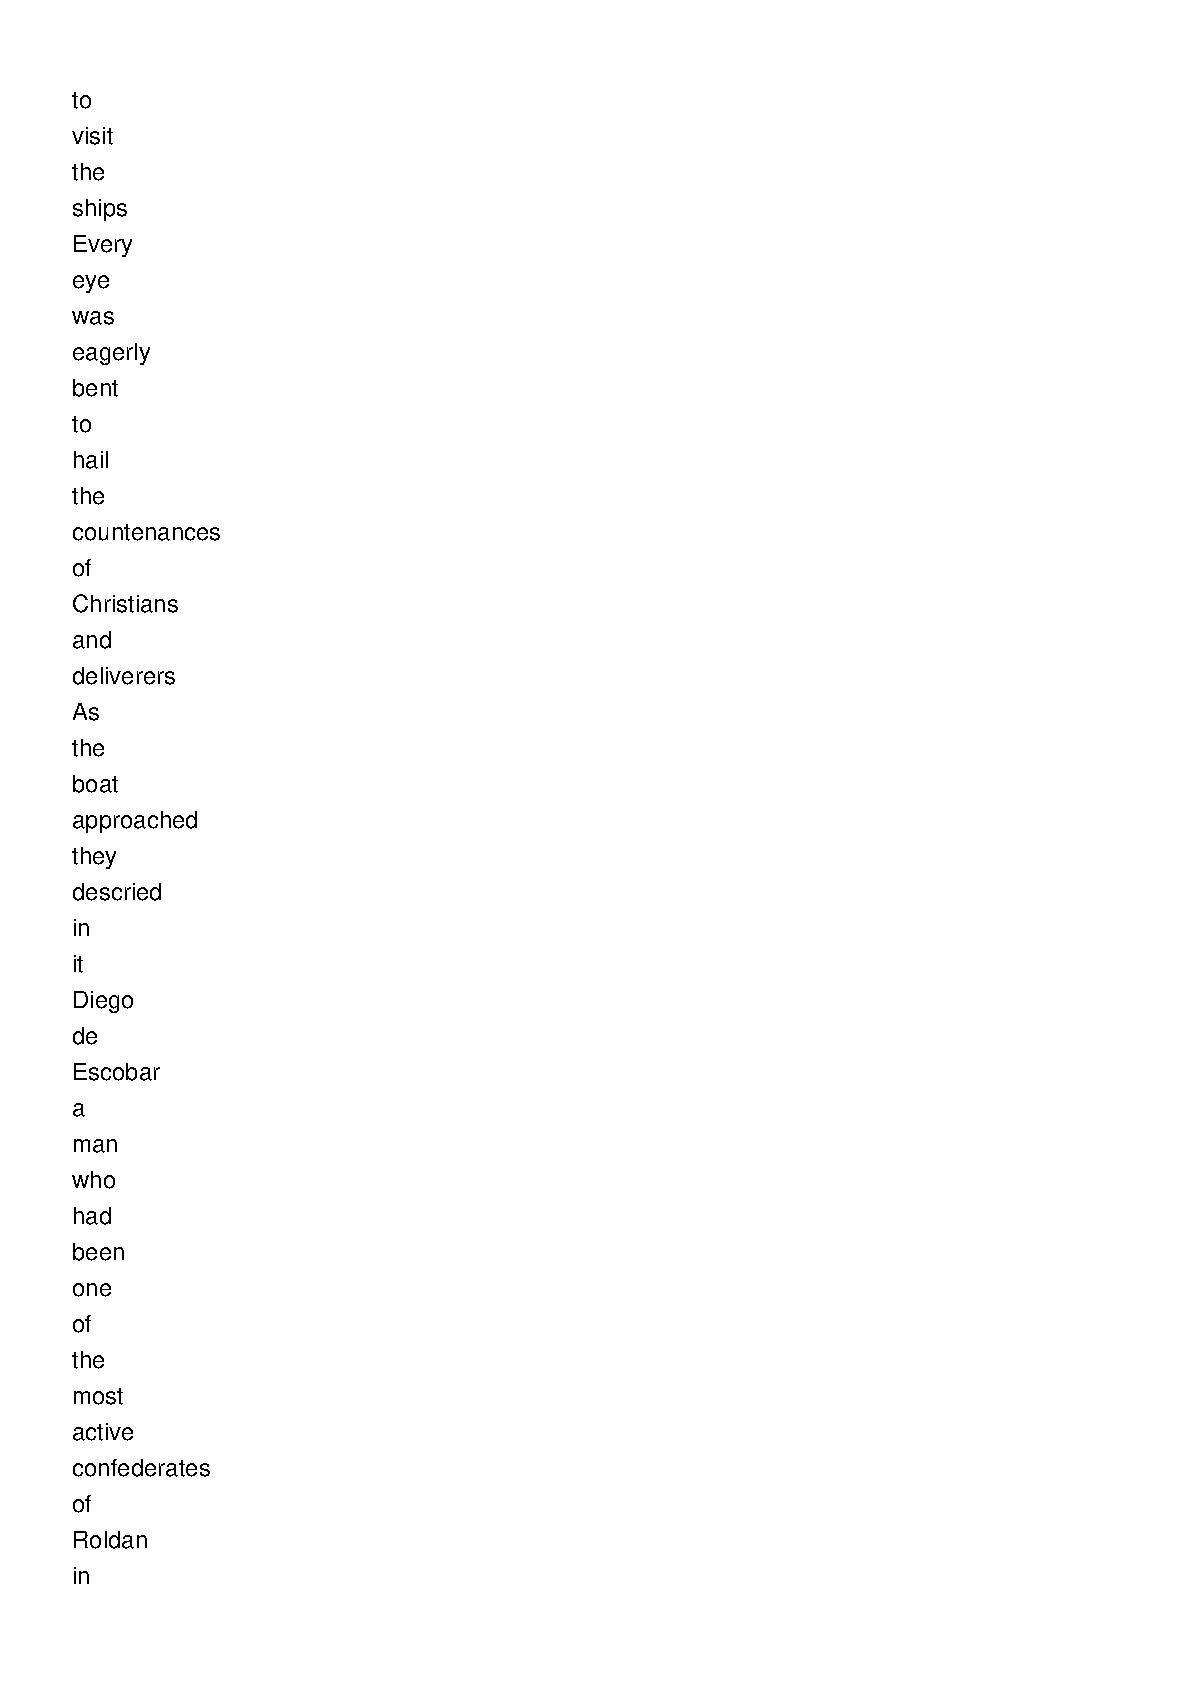 to
visit
the
ships
Every
eye
was
eagerly
bent
to
hail
the
countenances
of
Christians
and
deliverers
As
the
boat
approached
they
descried
in
it
Diego
de
Escobar
a
man
who
had
been
one
of
the
most
active
confederates
of
Roldan
in